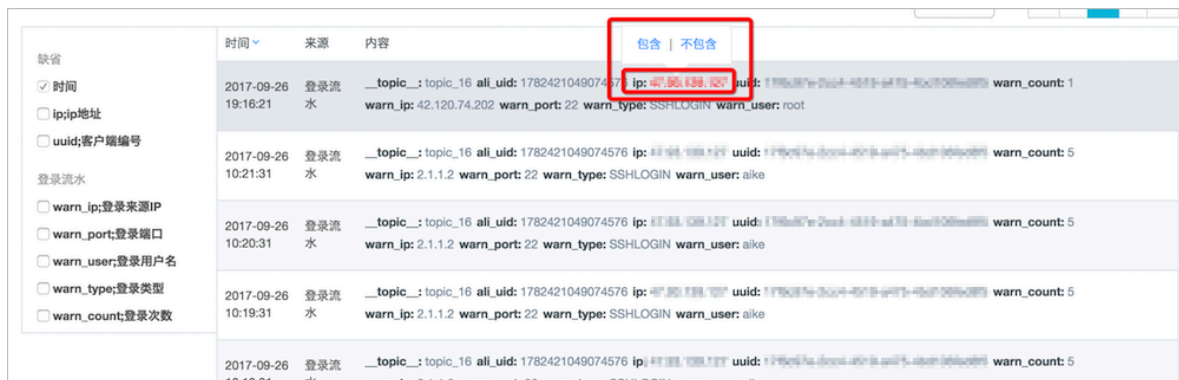 包含 | 不包含
时间 来源 内容
缺省
时间
ip;ip地址
uuid;客户端编号
登录流水
warn_ip;登录来源IP
warn_port;登录端口
warn_user;登录用户名
warn_type;登录类型
warn_count;登录次数
2017-09-26 19:16:21 登录流水
__topic__: topic_16 ali_uid: 1782421049074576 ip: uuid: warn_count: 1
warn_ip: 42.120.74.202 warn_port: 22 warn_type: SSHLOGIN warn_user: root
2017-09-26 10:21:31 登录流水
__topic__: topic_16 ali_uid: 1782421049074576 ip: uuid: warn_count: 5
warn_ip: 2.1.1.2 warn_port: 22 warn_type: SSHLOGIN warn_user: aike
2017-09-26 10:20:31 登录流水
__topic__: topic_16 ali_uid: 1782421049074576 ip: uuid: warn_count: 5
warn_ip: 2.1.1.2 warn_port: 22 warn_type: SSHLOGIN warn_user: aike
2017-09-26 10:19:31 登录流水
__topic__: topic_16 ali_uid: 1782421049074576 ip: uuid: warn_count: 5
warn_ip: 2.1.1.2 warn_port: 22 warn_type: SSHLOGIN warn_user: aike
2017-09-26 登录流
__topic__: topic_16 ali_uid: 1782421049074576 ip: uuid: warn_count: 5